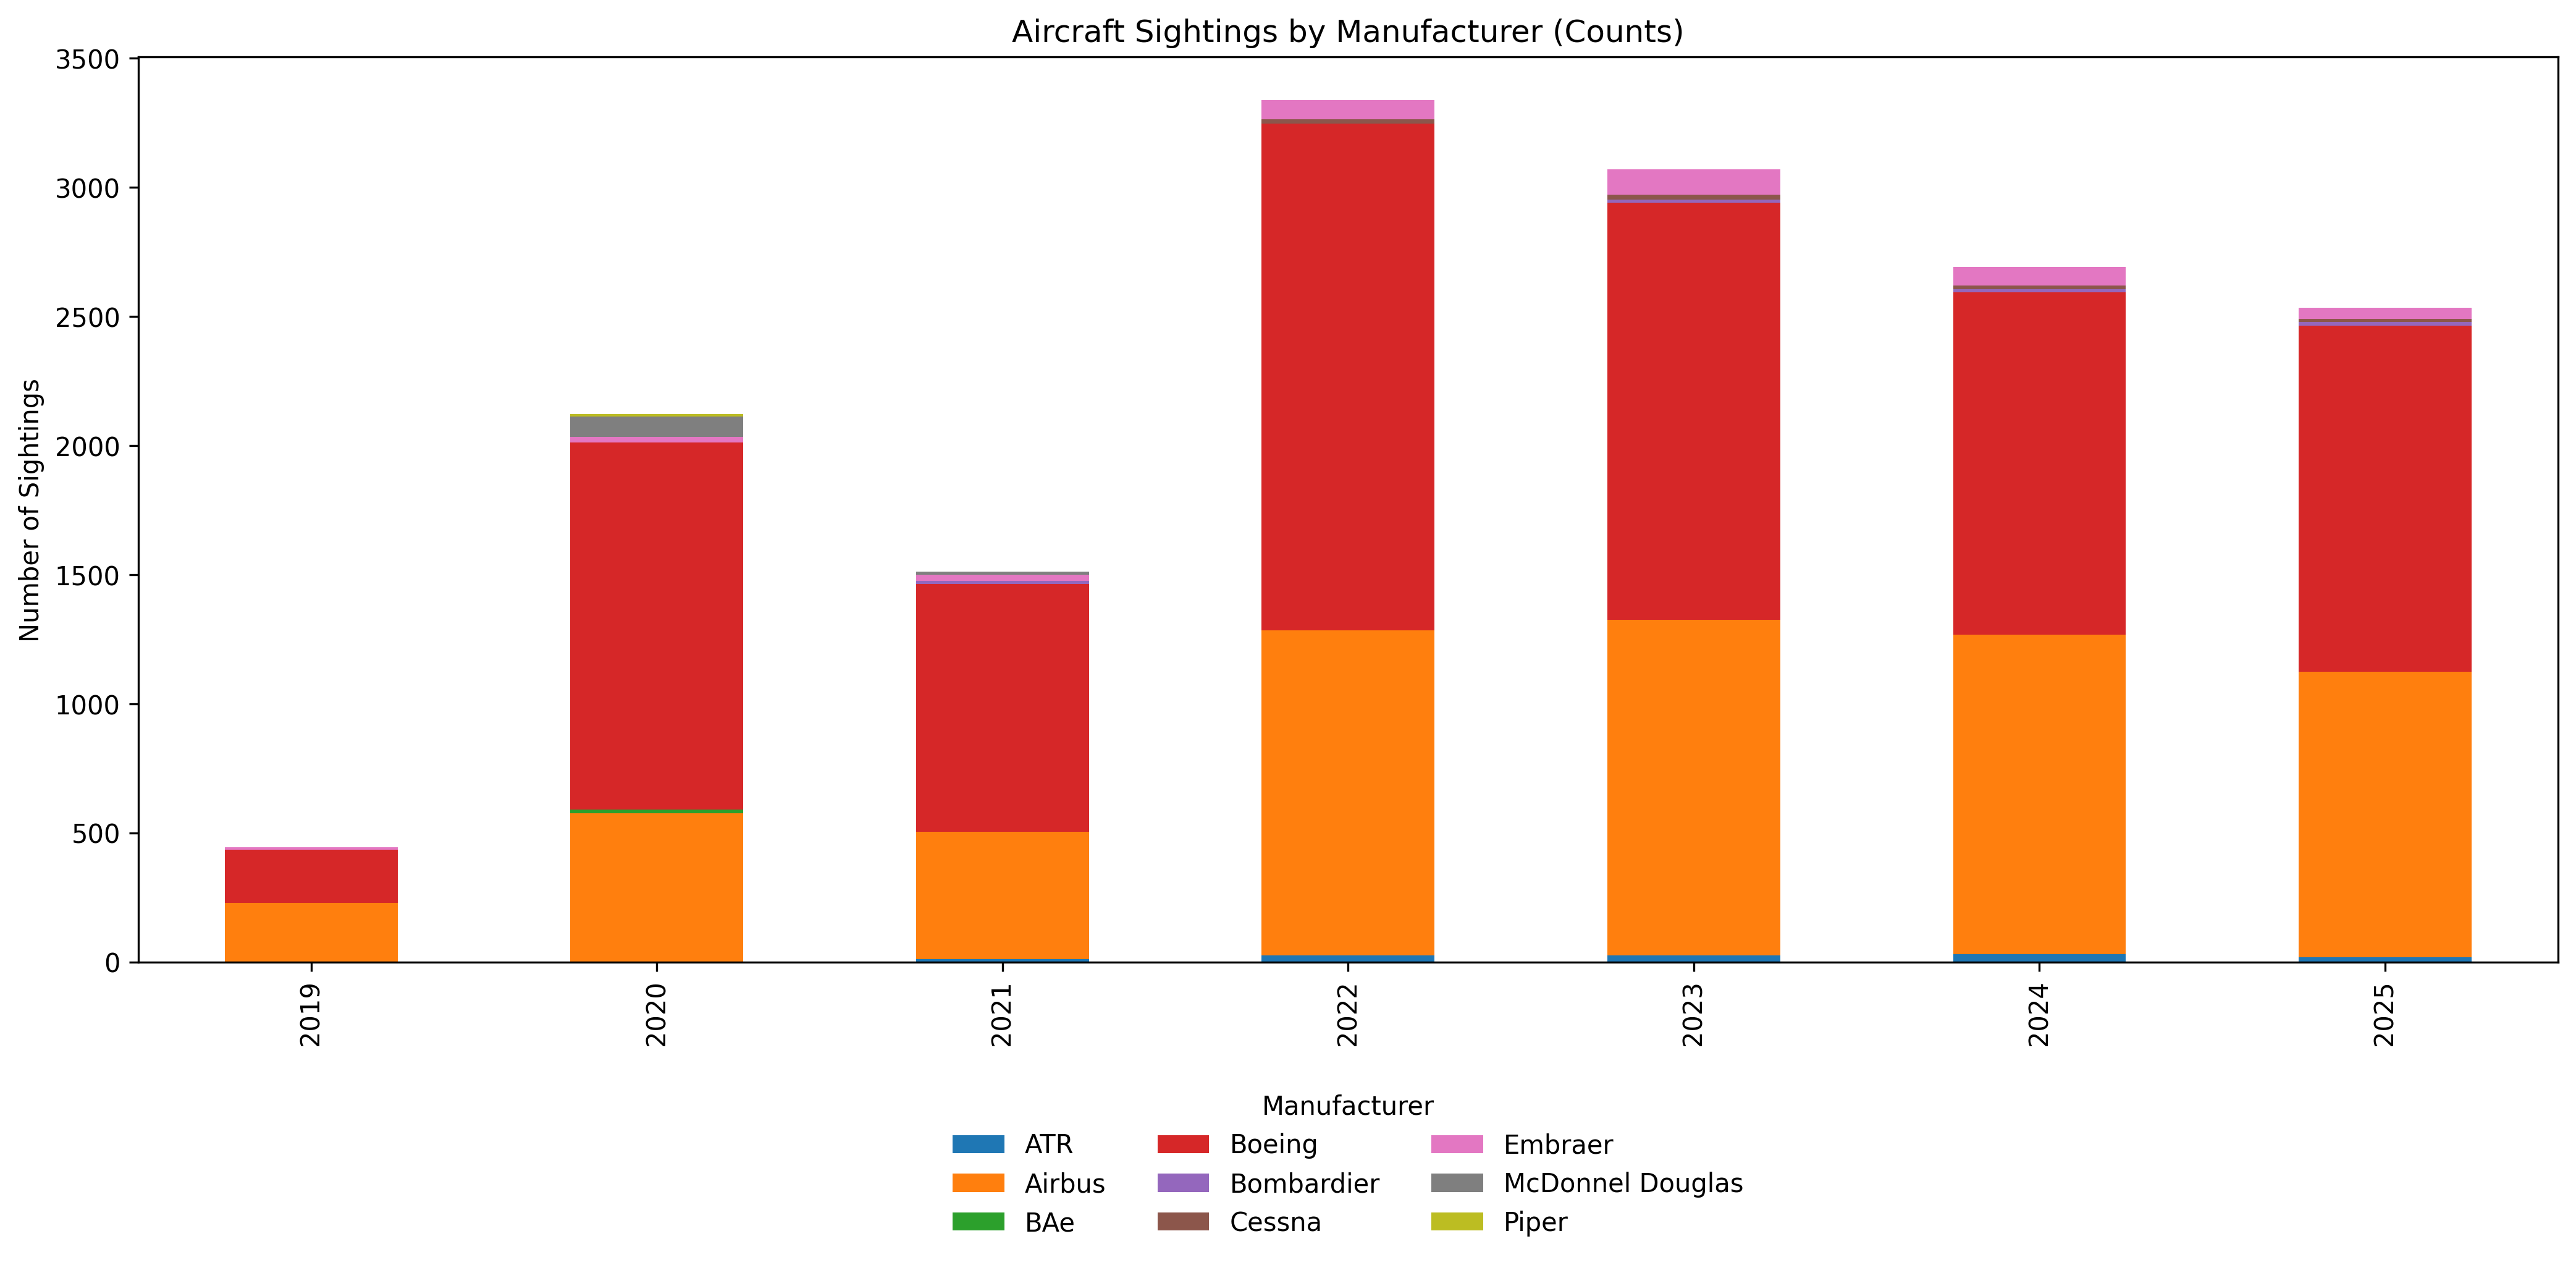 Aircraft Sightings by Manufacturer (Counts)
3500
3000
2500
2000
1500
1000
500
0
Number of Sightings
2019
2020
2021
2022
2023
2024
2025
Manufacturer
ATR
Airbus
BAe
Boeing
Bombardier
Cessna
Embraer
McDonnel Douglas
Piper